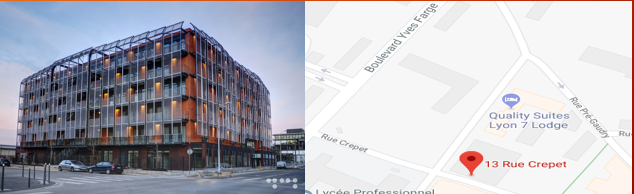 Boulevard Yves Farge
Rue Pré-Gaudry
Quality Suites
Lyon 7 Lodge
Rue Crepet
13 Rue Crepet
Lycée Professionnel